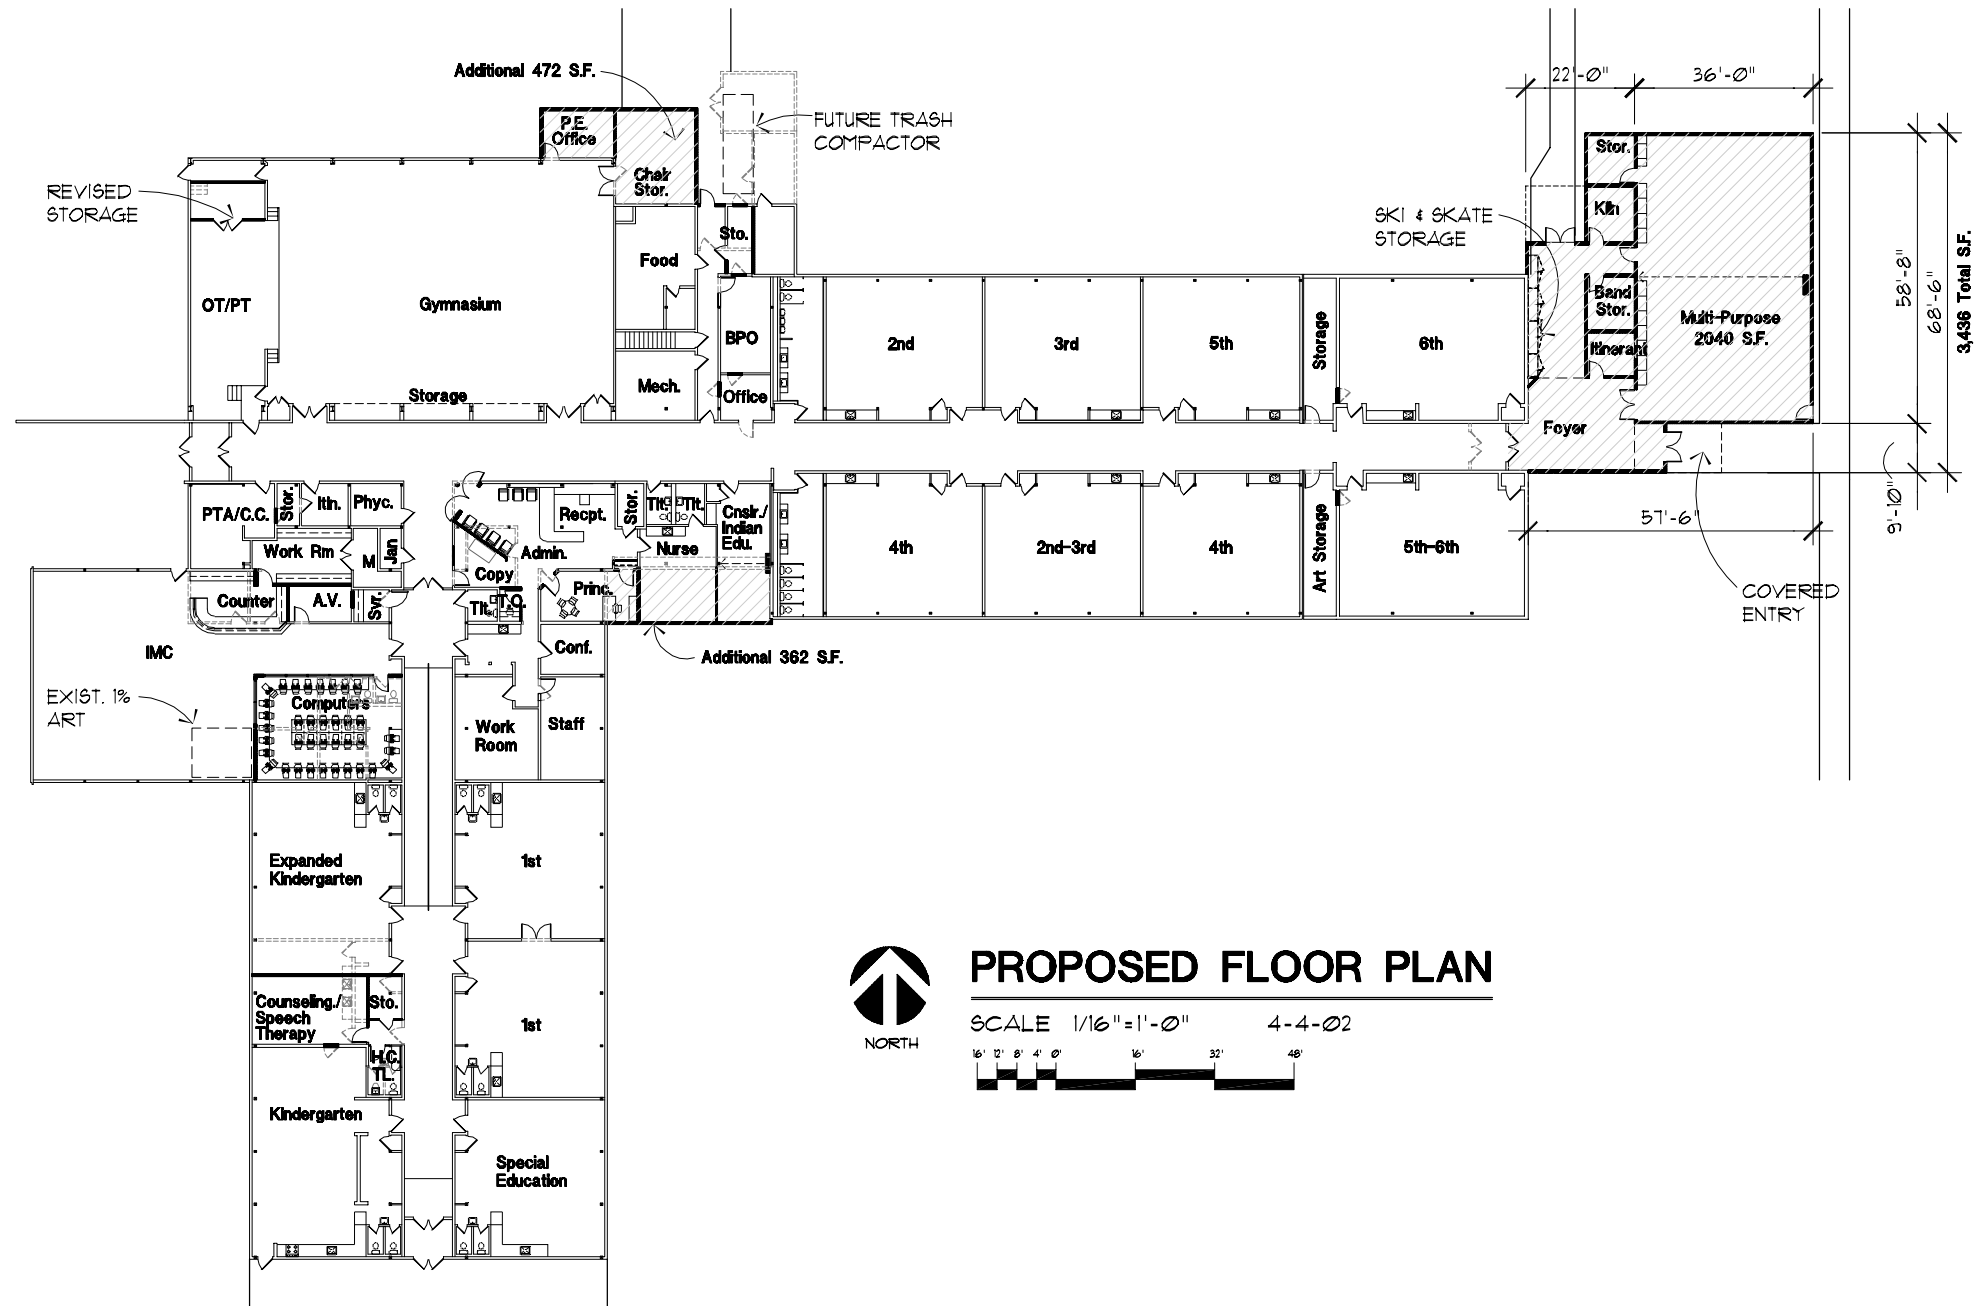 Additional 472 S.F.
22'-0"
36'-0"
FUTURE TRASH
COMPACTOR
P.E.
Office
Stor.
Chair
Stor.
REVISED
STORAGE
Kiln
SKI & SKATE
STORAGE
Sto.
Food
OT/PT
Gymnasium
Band
Stor.
Multi-Purpose
2040 S.F.
58'-8"
68'-6"
3,436 Total S.F.
BPO
2nd
3rd
5th
Storage
6th
Itinerant
Mech.
Office
Storage
Foyer
9'-10"
PTA/C.C.
Stor.
Itin.
Phyc.
Recpt.
Stor.
Tlt.
Tlt.
Cnslr./
Indian
Edu.
57'-6"
Work Rm
M
Jan
Admin.
Nurse
4th
2nd-3rd
4th
Art Storage
5th-6th
Copy
Princ.
COVERED
ENTRY
Counter
A.V.
Svr.
Tlt.
T.C.
IMC
Conf.
Additional 362 S.F.
EXIST. 1%
ART
Computers
Work
Room
Staff
Expanded
Kindergarten
1st
Counseling./
Speech
Therapy
Sto.
1st
H.C.
TL.
Kindergarten
Special
Education
NORTH
PROPOSED FLOOR PLAN
SCALE 1/16"=1'-0" 4-4-02
16' 12' 8' 4' 0' 16' 32' 48'